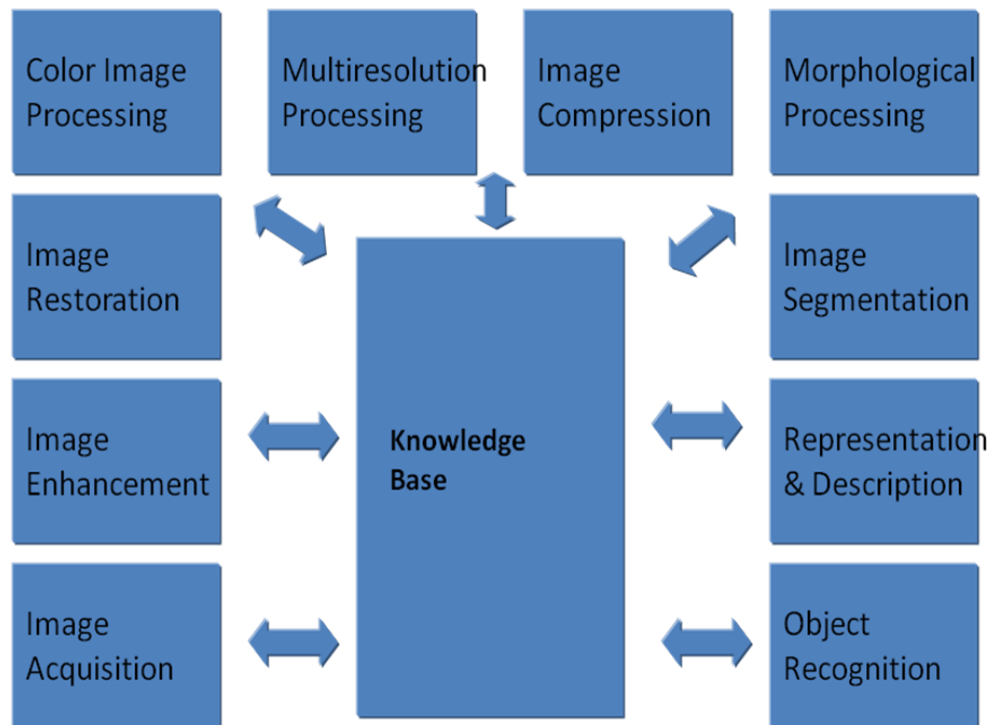 Color Image
Processing
Multiresolution
Processing
Image
Compression
Morphological
Processing
Image
Restoration
Image
Segmentation
Image
Enhancement
Knowledge
Base
Representation
& Description
Image
Acquisition
Object
Recognition